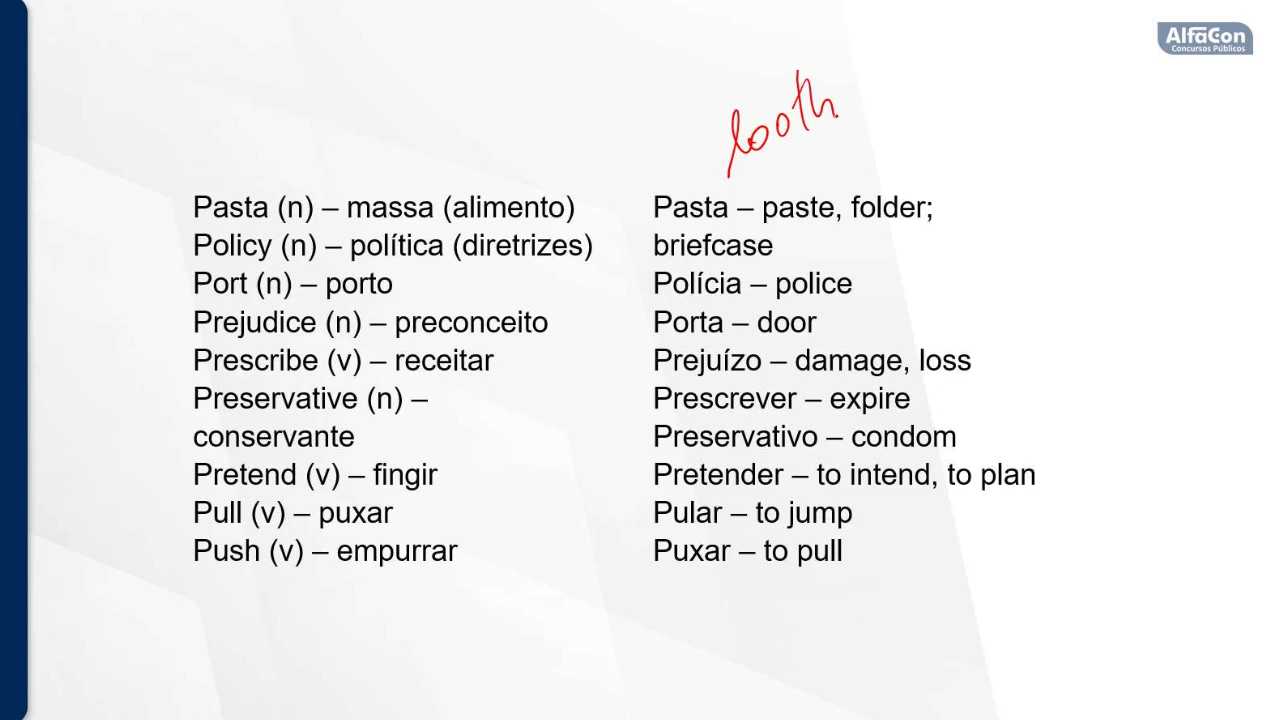 AlfaCon
Concursos Públicos
tooth
Pasta (n) – massa (alimento)
Policy (n) – política (diretrizes)
Port (n) – porto
Prejudice (n) – preconceito
Prescribe (v) – receitar
Preservative (n) –
conservante
Pretend (v) – fingir
Pull (v) – puxar
Push (v) – empurrar
Pasta – paste, folder;
briefcase
Polícia – police
Porta – door
Prejuízo – damage, loss
Prescrever – expire
Preservativo – condom
Pretender – to intend, to plan
Pular – to jump
Puxar – to pull